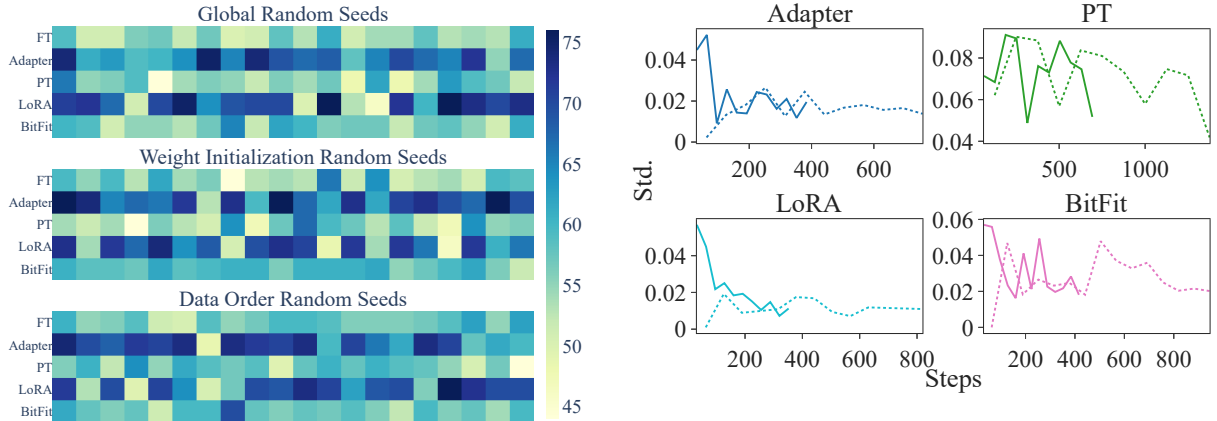 Global Random Seeds
FT
Adapter
PT
LoRA
BitFit
Weight Initialization Random Seeds
FT
Adapter
PT
LoRA
BitFit
Data Order Random Seeds
FT
Adapter
PT
LoRA
BitFit
75
70
65
60
55
50
45
Std.
Adapter
0.04
0.02
0
200
400
600
PT
0.08
0.06
0.04
500
1000
LoRA
0.04
0.02
0
200
400
600
800
BitFit
0.06
0.04
0.02
0
200
400
600
800
Steps